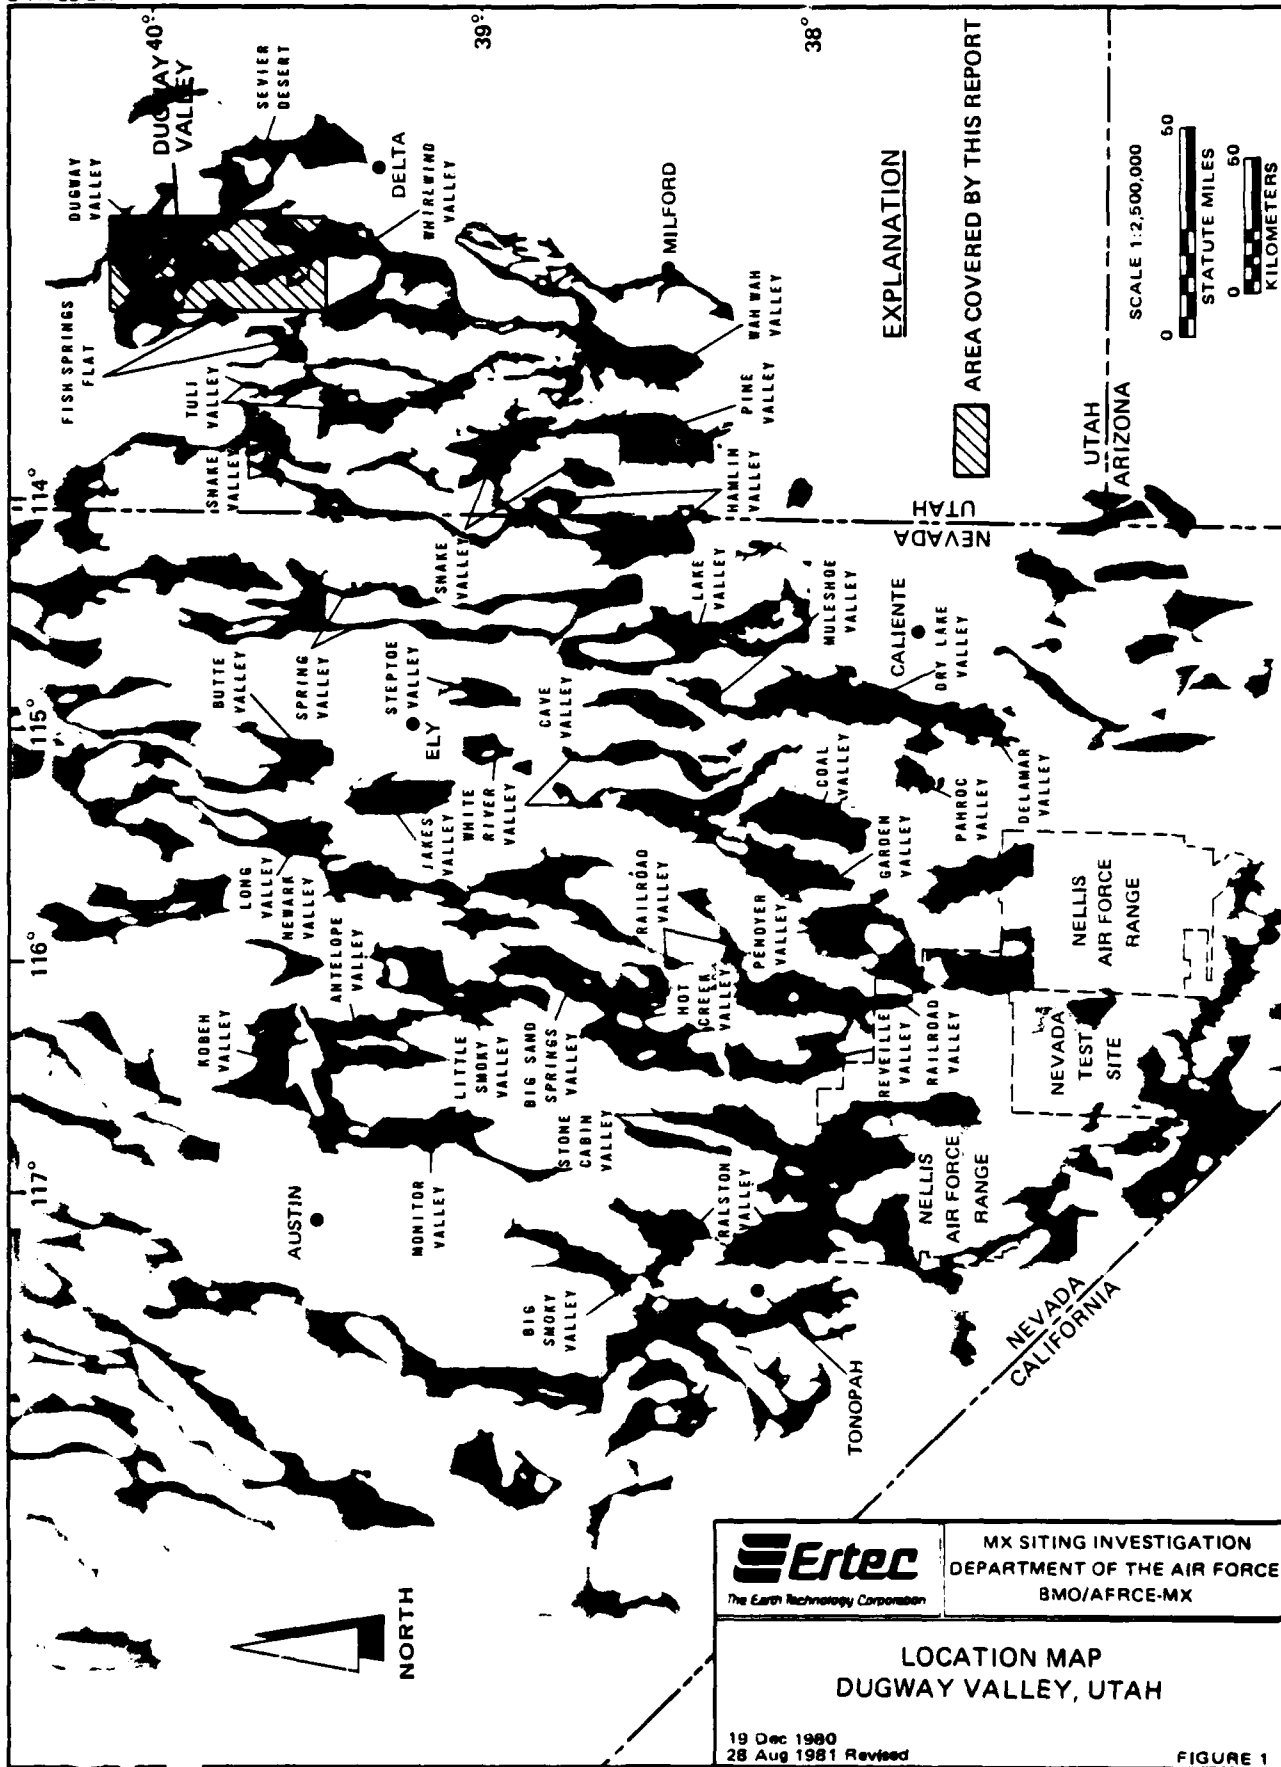 40°
39°
38°
114°
115°
116°
117°
DUGWAY
VALLEY
DUGWAY
VALLEY
SEVIER
DESERT
DELTA
WHIRLWIND
VALLEY
FISH SPRINGS
FLAT
TULE
VALLEY
SNAKE
VALLEY
MILFORD
WAH WAH
VALLEY
PINE
VALLEY
HAMLIN
VALLEY
SNAKE
VALLEY
NEVADA
UTAH
UTAH
ARIZONA
EXPLANATION
AREA COVERED BY THIS REPORT
SCALE 1:2,500,000
0 50
STATUTE MILES
0 50
KILOMETERS
BUTTE
VALLEY
SPRING
VALLEY
STEPTOE
VALLEY
ELY
CAVE
VALLEY
LAKE
VALLEY
MULESHOE
VALLEY
CALIENTE
DRY LAKE
VALLEY
DELAMAR
VALLEY
PAHROC
VALLEY
COAL
VALLEY
GARDEN
VALLEY
WHITE
RIVER
VALLEY
JAKES
VALLEY
LONG
VALLEY
NEWARK
VALLEY
ANTELOPE
VALLEY
KOBEH
VALLEY
LITTLE
SMOKY
VALLEY
BIG SAND
SPRINGS
VALLEY
RAILROAD
VALLEY
HOT
CREEK
VALLEY
PENOYER
VALLEY
REVEILLE
VALLEY
RAILROAD
VALLEY
NELLIS
AIR FORCE
RANGE
NEVADA
TEST
SITE
STONE
CABIN
VALLEY
RALSTON
VALLEY
NELLIS
AIR FORCE
RANGE
AUSTIN
MONITOR
VALLEY
BIG
SMOKY
VALLEY
TONOPAH
NEVADA
CALIFORNIA
NORTH
Ertec
The Earth Technology Corporation
MX SITING INVESTIGATION
DEPARTMENT OF THE AIR FORCE
BMO/AFRCE-MX
LOCATION MAP
DUGWAY VALLEY, UTAH
19 Dec 1980
28 Aug 1981 Revised
FIGURE 1